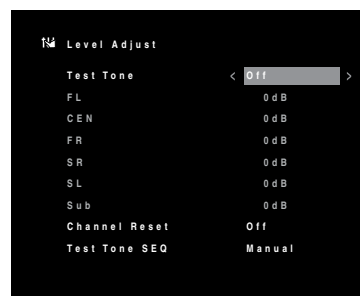 Level Adjust
Test Tone < Off >
FL 0dB
CEN 0dB
FR 0dB
SR 0dB
SL 0dB
Sub 0dB
Channel Reset Off
Test Tone SEQ Manual